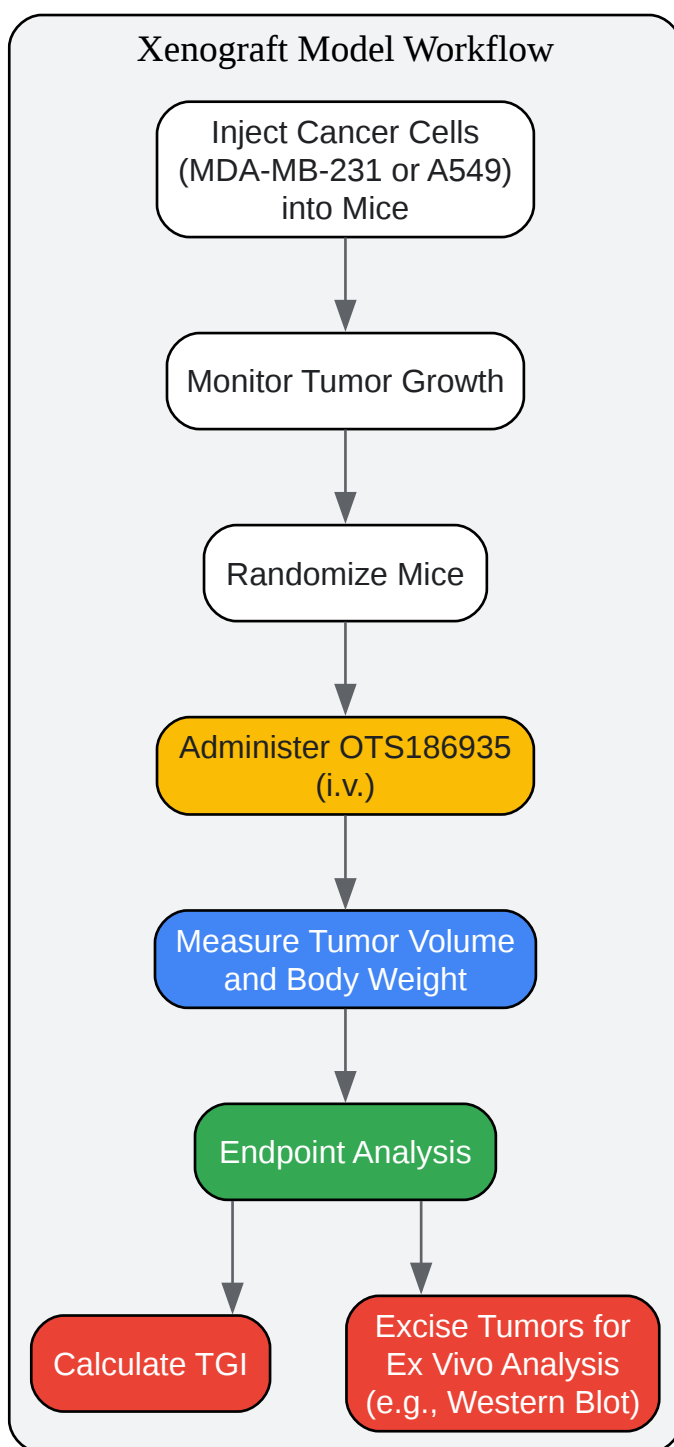 Xenograft Model Workflow
Inject Cancer Cells
(MDA-MB-231 or A549)
into Mice
Monitor Tumor Growth
Randomize Mice
Administer OTS186935
(i.v.)
Measure Tumor Volume
and Body Weight
Endpoint Analysis
Calculate TGI
Excise Tumors for
Ex Vivo Analysis
(e.g., Western Blot)